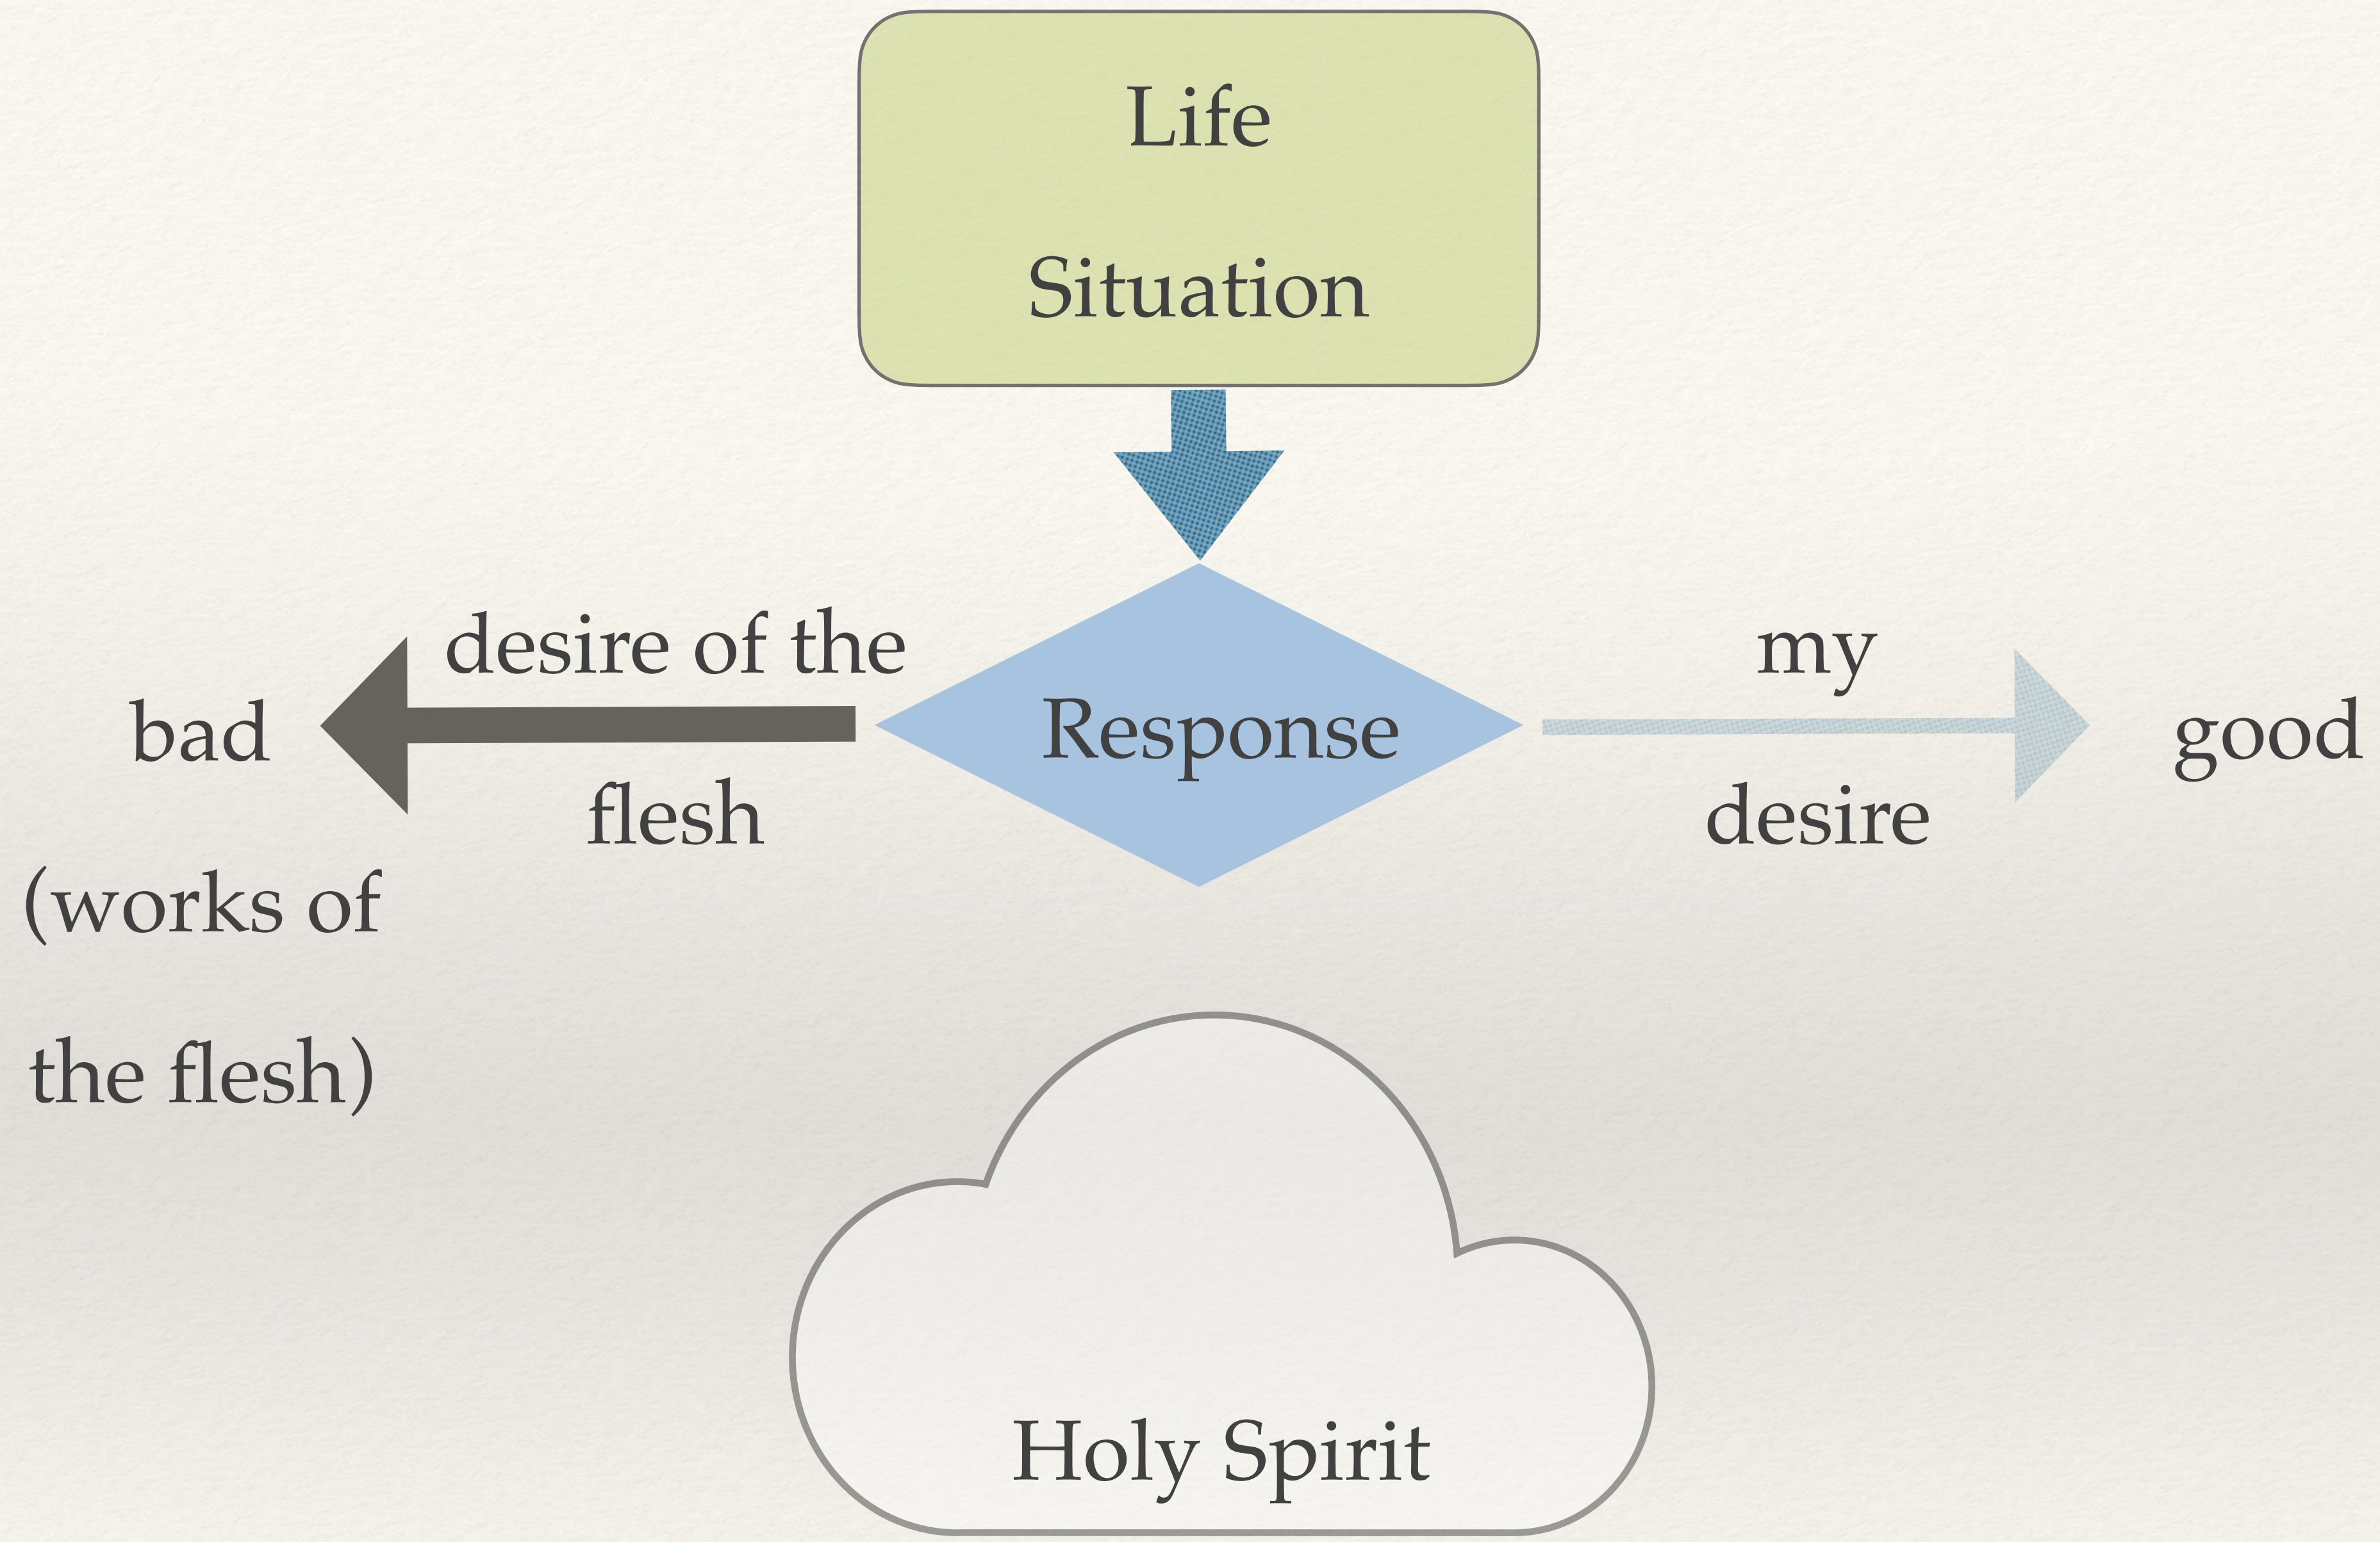 Life
Situation
desire of the
flesh
bad
(works of
the flesh)
Response
my
desire
good
Holy Spirit